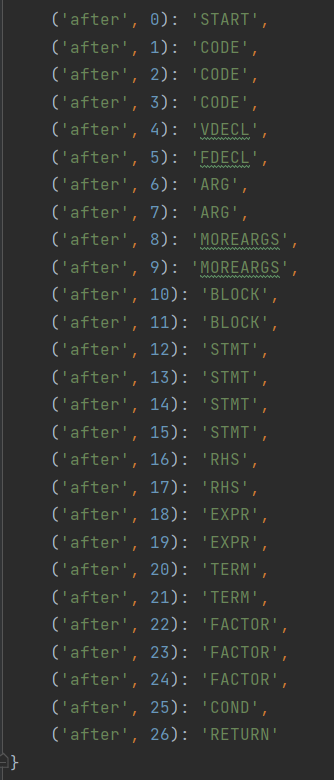 ('after', 0): 'START',
('after', 1): 'CODE',
('after', 2): 'CODE',
('after', 3): 'CODE',
('after', 4): 'VDECL',
('after', 5): 'FDECL',
('after', 6): 'ARG',
('after', 7): 'ARG',
('after', 8): 'MOREARGS',
('after', 9): 'MOREARGS',
('after', 10): 'BLOCK',
('after', 11): 'BLOCK',
('after', 12): 'STMT',
('after', 13): 'STMT',
('after', 14): 'STMT',
('after', 15): 'STMT',
('after', 16): 'RHS',
('after', 17): 'RHS',
('after', 18): 'EXPR',
('after', 19): 'EXPR',
('after', 20): 'TERM',
('after', 21): 'TERM',
('after', 22): 'FACTOR',
('after', 23): 'FACTOR',
('after', 24): 'FACTOR',
('after', 25): 'COND',
('after', 26): 'RETURN'
}